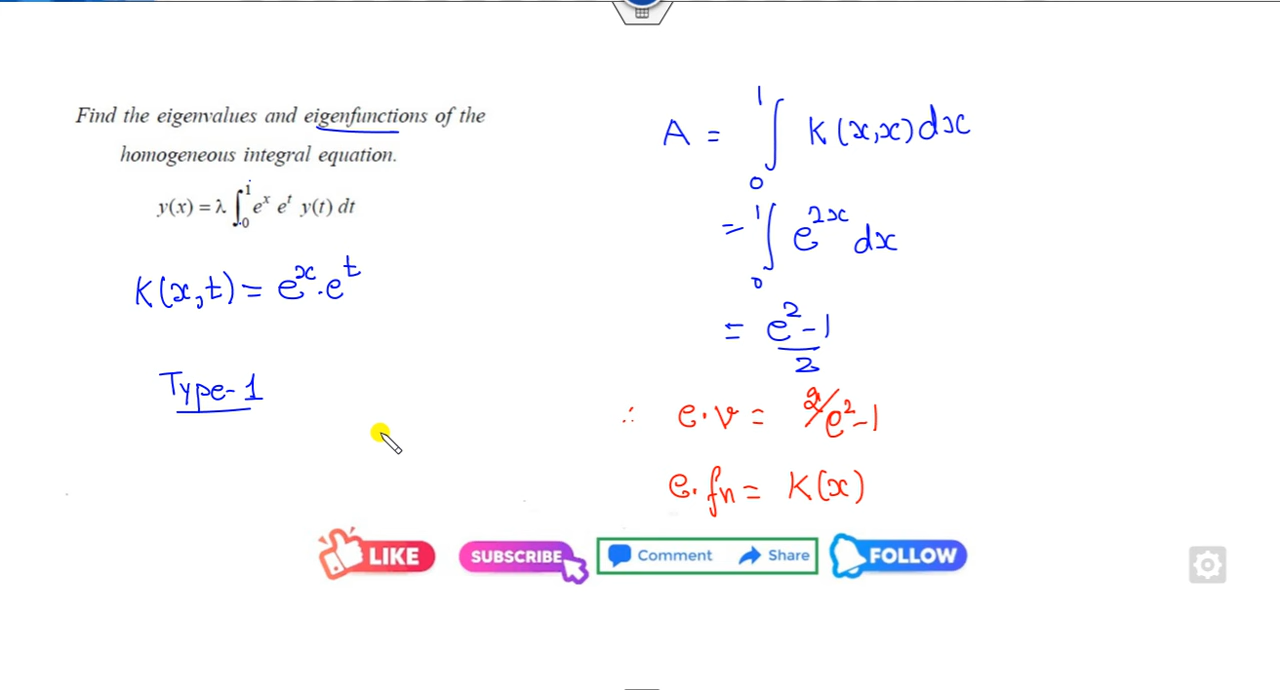 Find the eigenvalues and eigenfunctions of the
homogeneous integral equation.
y(x) = λ ∫₀¹ eˣ eᵗ y(t) dt
K(x,t) = eˣ·eᵗ
Type-1
A = ∫₀¹ K(x,x)dx
= ∫₀¹ e²ˣ dx
= (e²-1)/2
∴ e.v = 2/e²-1
e.fn = K(x)
LIKE
SUBSCRIBE
Comment
Share
FOLLOW